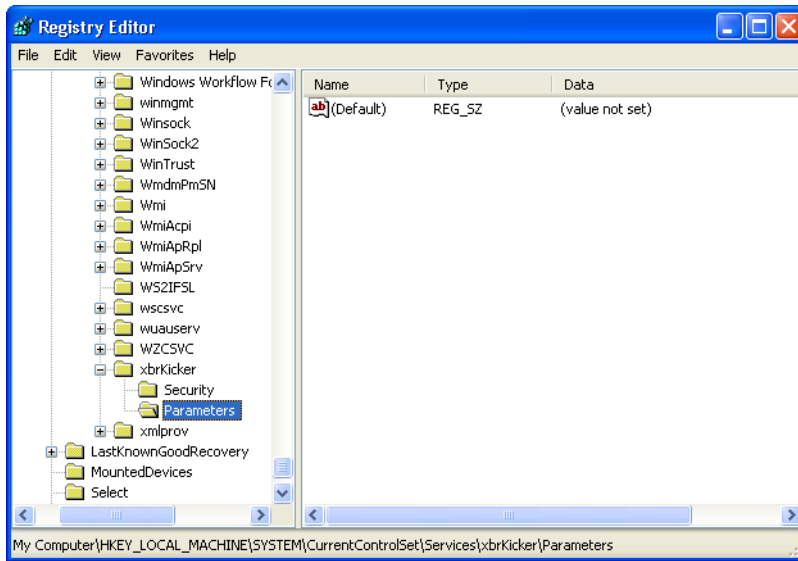 Registry Editor
File Edit View Favorites Help
Windows Workflow Fo
winmgmt
Winsock
WinSock2
WinTrust
WmdmPmSN
Wmi
WmiAcpi
WmiApRpl
WmiApSrv
WS2IFSL
wscsvc
wuauserv
WZCSVC
xbrKicker
Security
Parameters
xmlprov
LastKnownGoodRecovery
MountedDevices
Select
Name Type Data
ab (Default) REG_SZ (value not set)
My Computer\HKEY_LOCAL_MACHINE\SYSTEM\CurrentControlSet\Services\xbrKicker\Parameters